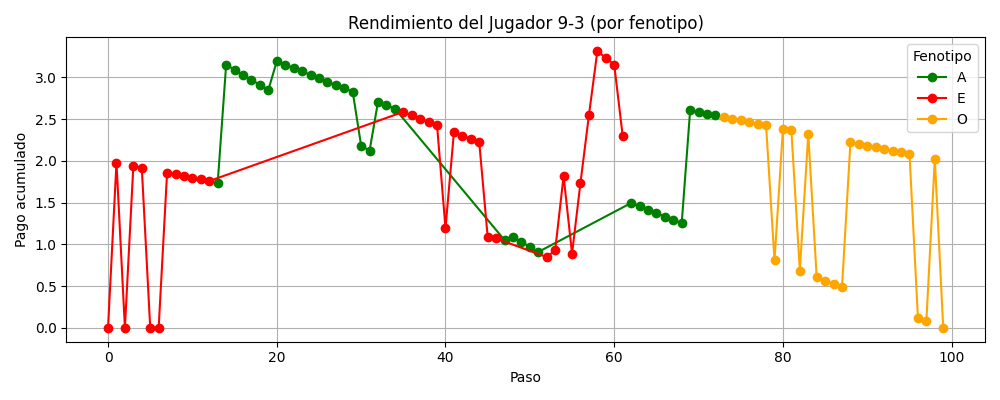 Rendimiento del Jugador 9-3 (por fenotipo)
Pago acumulado
3.0
2.5
2.0
1.5
1.0
0.5
0.0
Fenotipo
A
E
O
0
20
40
60
80
100
Paso